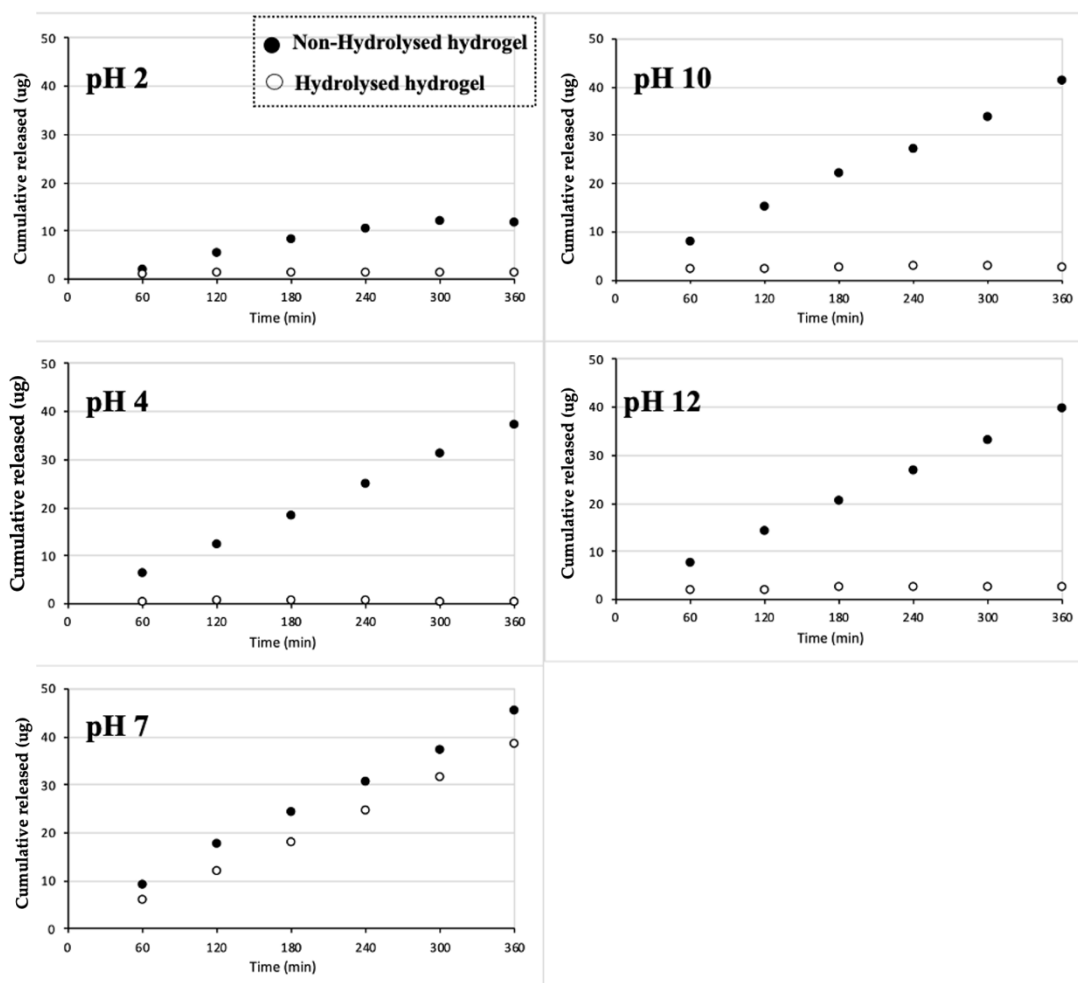 Non-Hydrolysed hydrogel
Hydrolysed hydrogel
pH 2
Cumulative released (ug)
50
40
30
20
10
0
0 60 120 180 240 300 360
Time (min)
pH 10
Cumulative released (ug)
50
40
30
20
10
0
0 60 120 180 240 300 360
Time (min)
pH 4
Cumulative released (ug)
50
40
30
20
10
0
0 60 120 180 240 300 360
Time (min)
pH 12
Cumulative released (ug)
50
40
30
20
10
0
0 60 120 180 240 300 360
Time (min)
pH 7
Cumulative released (ug)
50
40
30
20
10
0
0 60 120 180 240 300 360
Time (min)